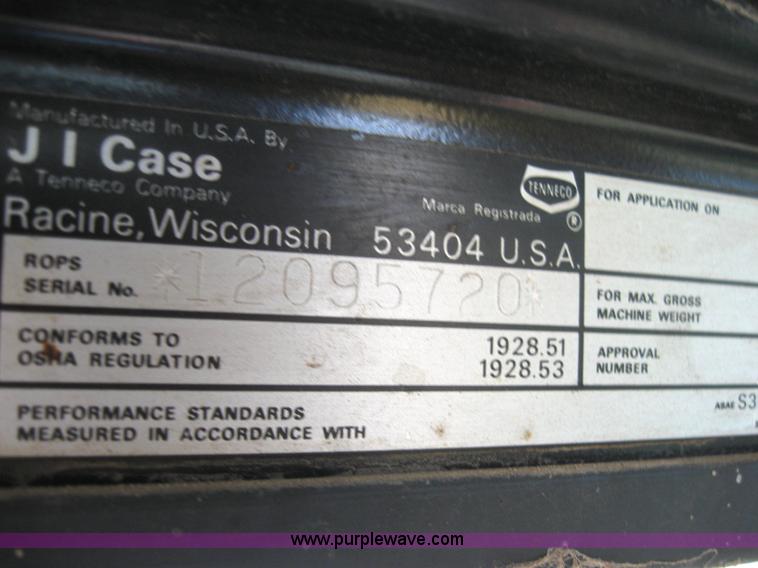 Manufactured In U.S.A. By
J I Case
A Tenneco Company
Racine, Wisconsin 53404 U.S.A.
Marca Registrada
TENNECO
®
ROPS
SERIAL No. *12095720*
CONFORMS TO
OSHA REGULATION
1928.51
1928.53
PERFORMANCE STANDARDS
MEASURED IN ACCORDANCE WITH
FOR APPLICATION ON
FOR MAX. GROSS
MACHINE WEIGHT
APPROVAL
NUMBER
S3
www.purplewave.com